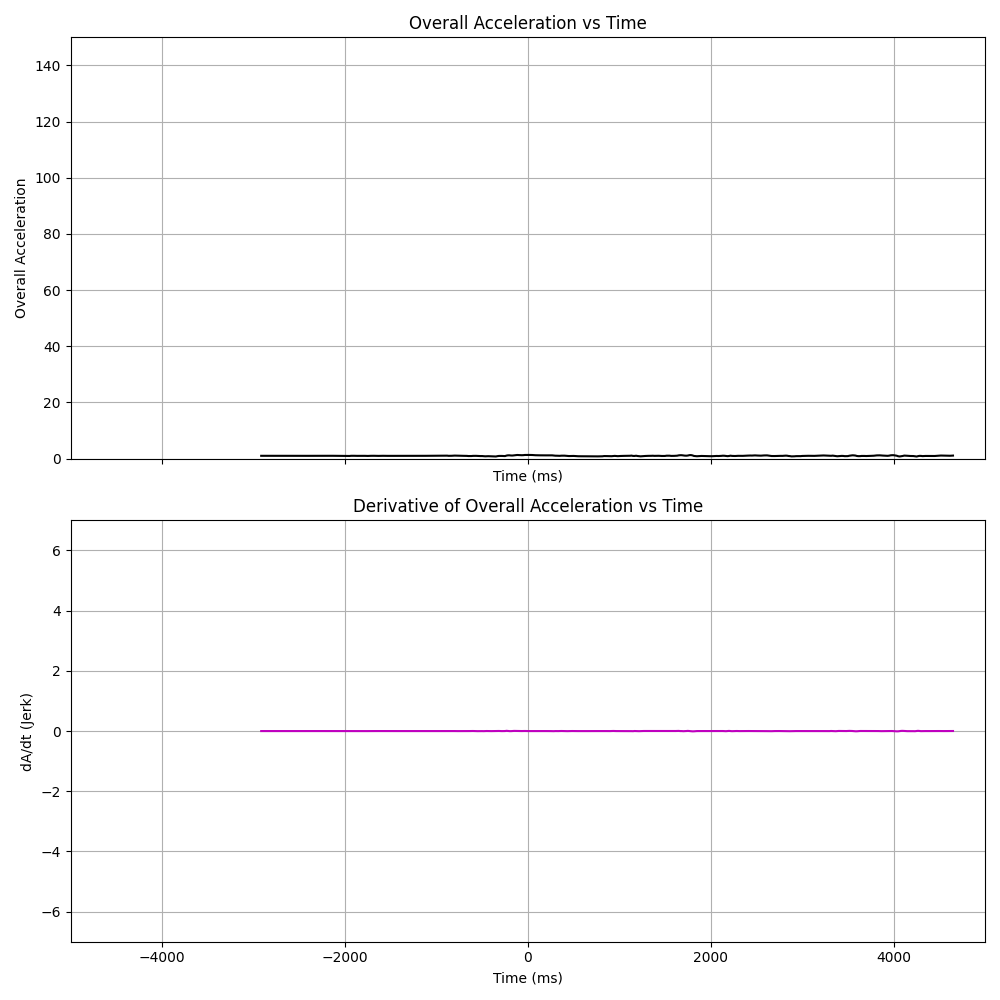 Overall Acceleration vs Time
140
120
100
80
60
40
20
0
Overall Acceleration
Time (ms)
Derivative of Overall Acceleration vs Time
6
4
2
0
−2
−4
−6
dA/dt (Jerk)
−4000 −2000 0 2000 4000
Time (ms)